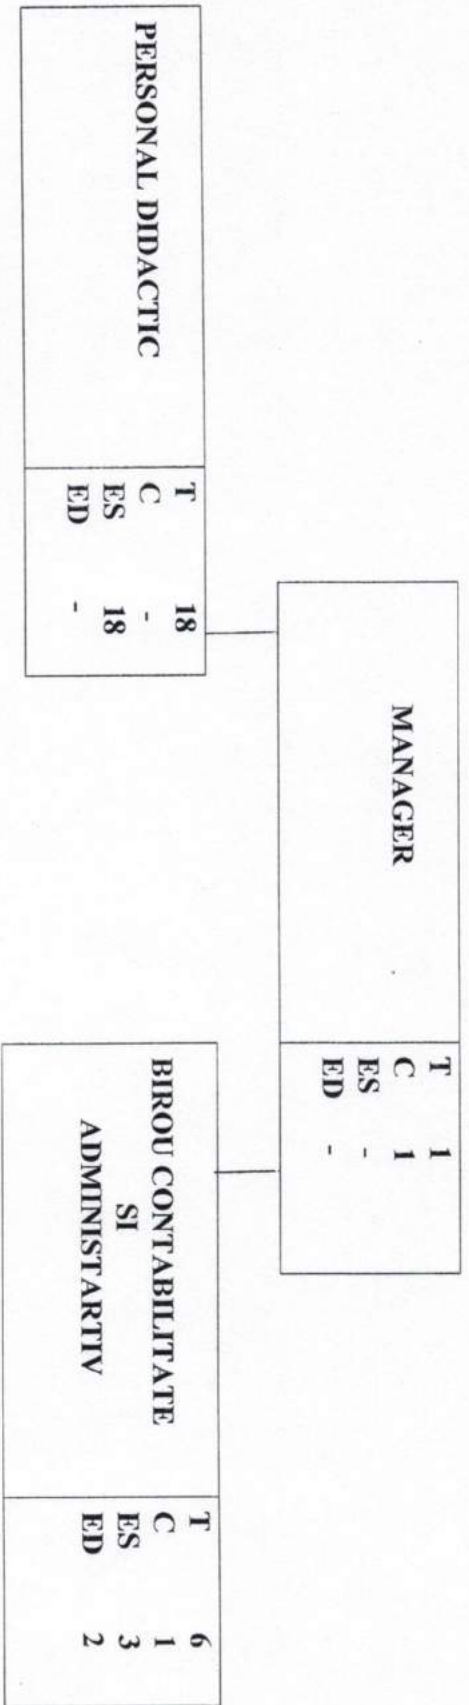 MANAGER
T 1
C 1
ES -
ED -
PERSONAL DIDACTIC
T 18
C -
ES 18
ED -
BIROU CONTABILITATE
SI
ADMINISTARTIV
T 6
C 1
ES 3
ED 2